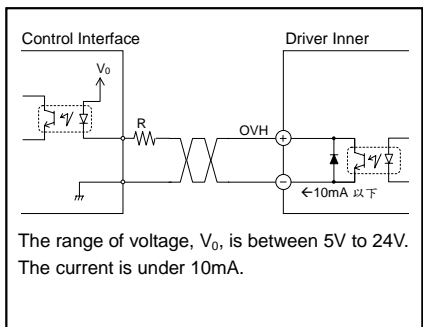 Control Interface
Driver Inner
V₀
R
OVH
+
−
←10mA 以下
The range of voltage, V₀, is between 5V to 24V.
The current is under 10mA.